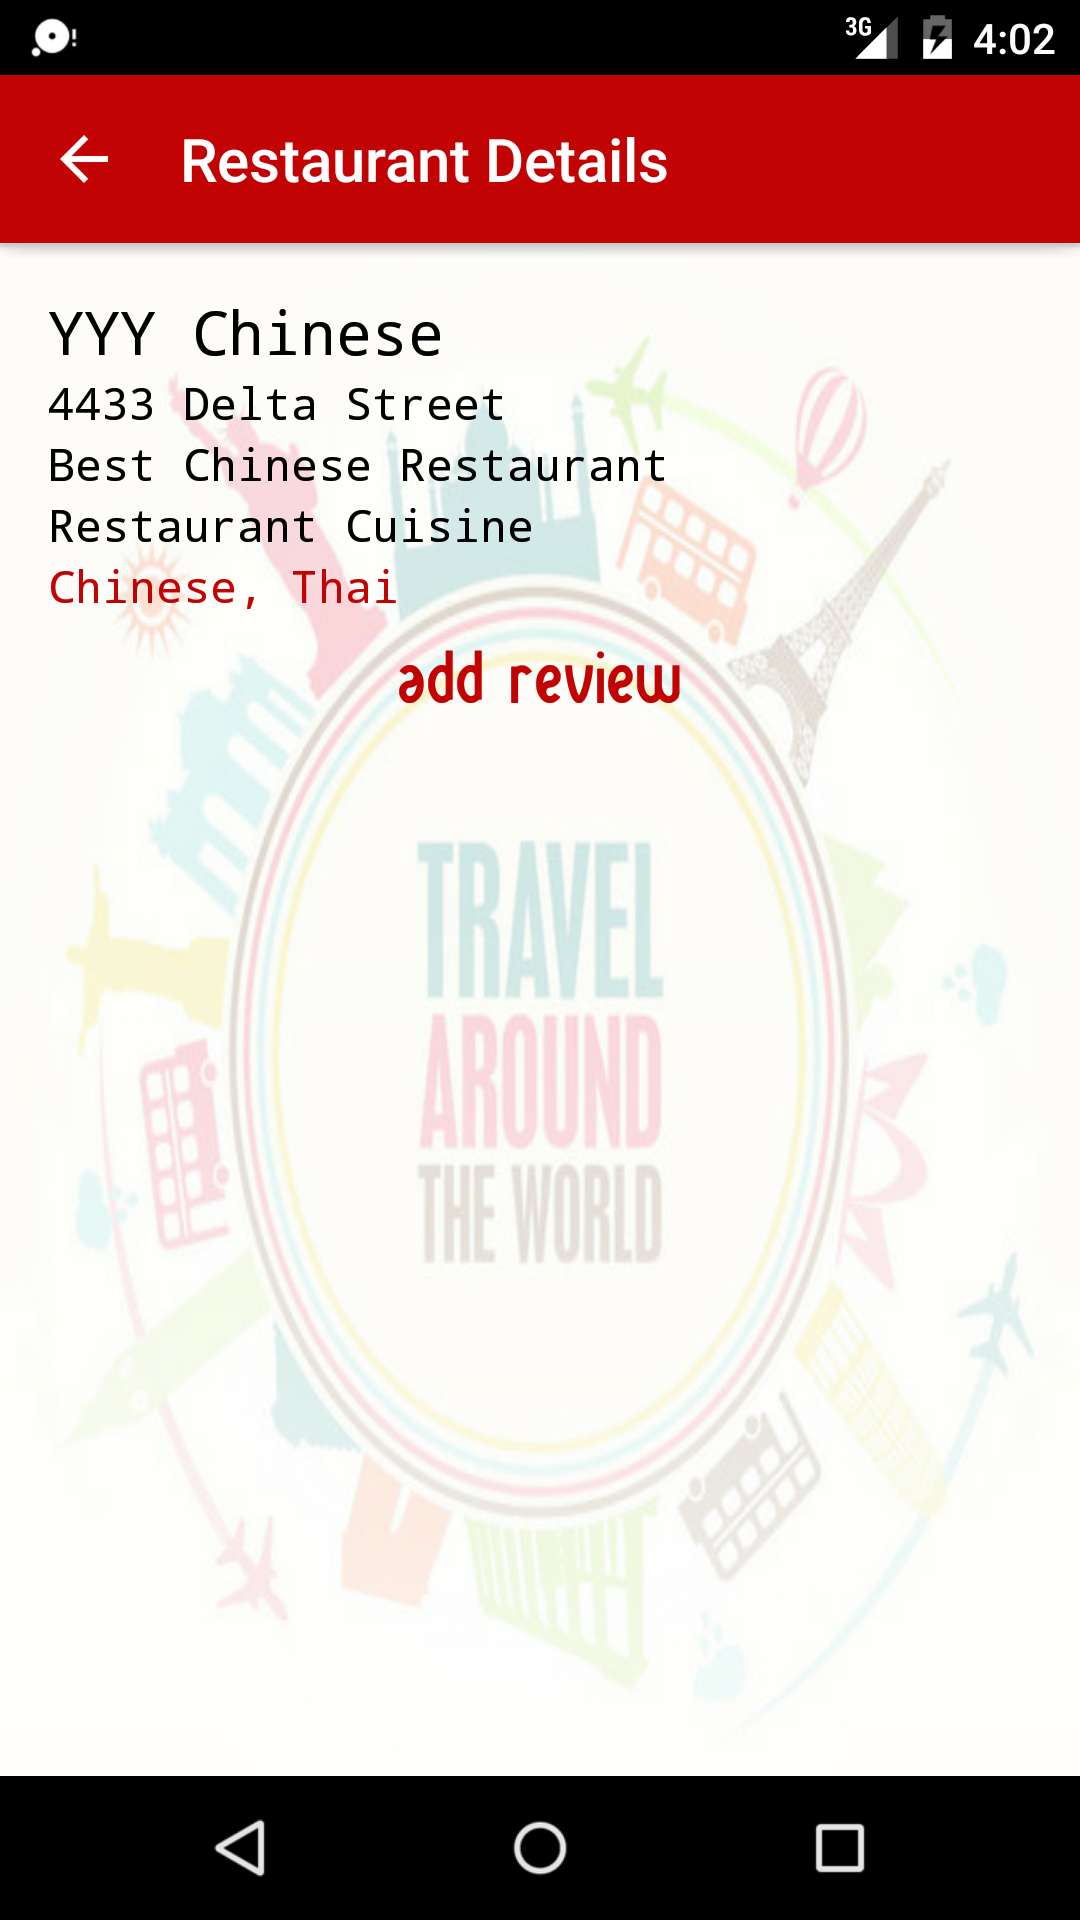 3G 4:02
Restaurant Details
YYY Chinese
4433 Delta Street
Best Chinese Restaurant
Restaurant Cuisine
Chinese, Thai
add review
TRAVEL
AROUND
THE WORLD